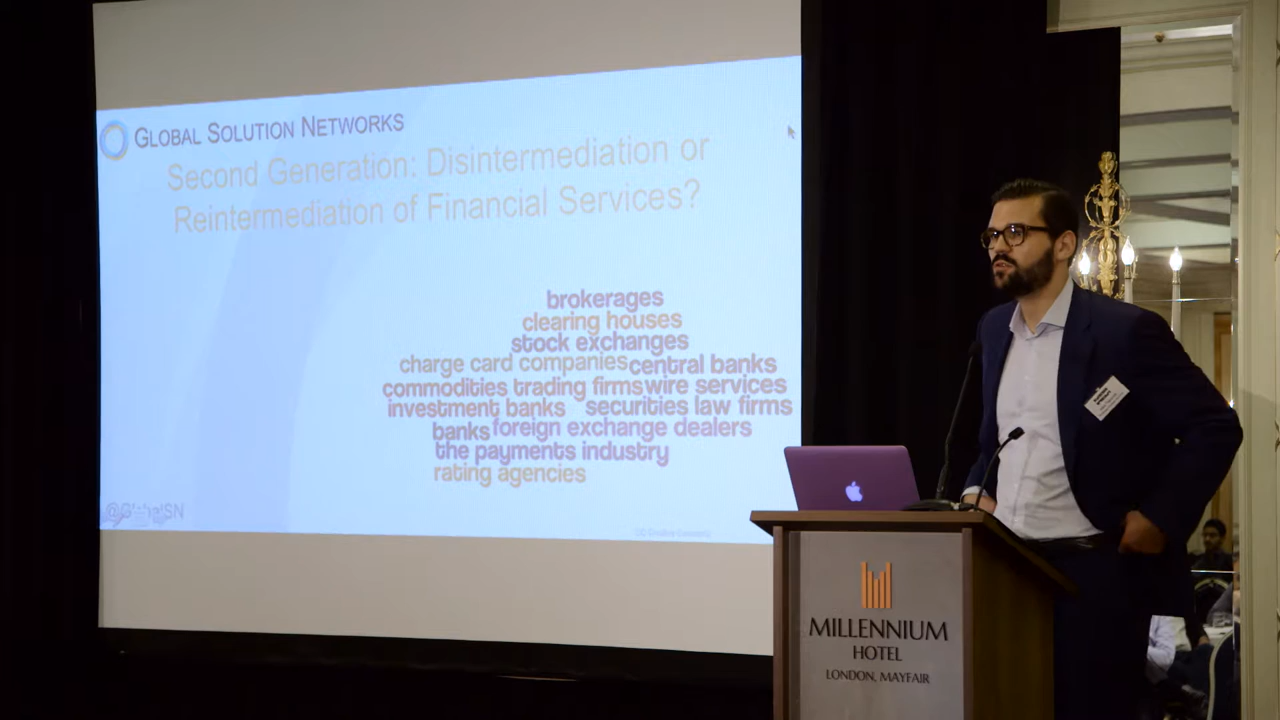 GLOBAL SOLUTION NETWORKS
Second Generation: Disintermediation or
Reintermediation of Financial Services?
brokerages
clearing houses
stock exchanges
charge card companies central banks
commodities trading firms wire services
investment banks securities law firms
banks foreign exchange dealers
the payments industry
rating agencies
@GlobalSN
MILLENNIUM
HOTEL
LONDON, MAYFAIR